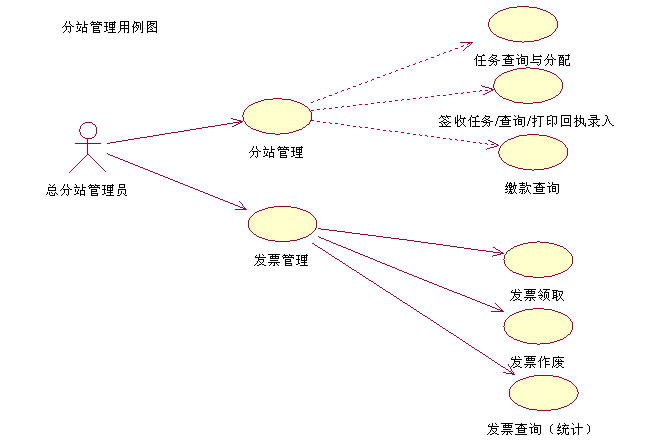 分站管理用例图
任务查询与分配
签收任务/查询/打印回执录入
分站管理
缴款查询
总分站管理员
发票管理
发票领取
发票作废
发票查询（统计）